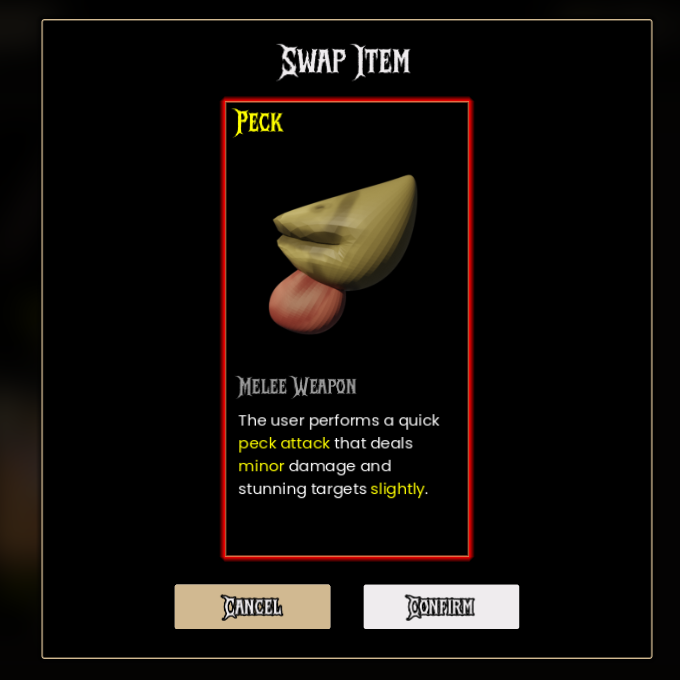 Swap Item
Peck
Melee Weapon
The user performs a quick
peck attack that deals
minor damage and
stunning targets slightly.
Cancel
Confirm